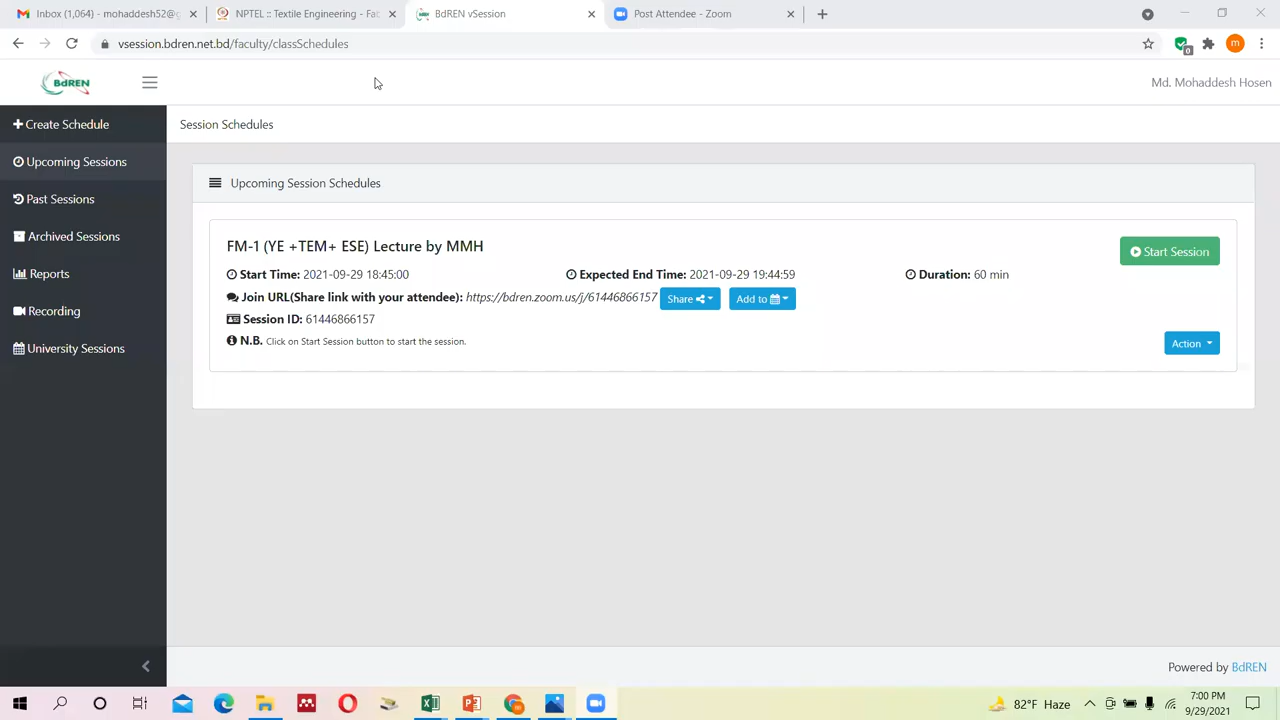 Inbox (1,064) - mohaddesh52@g
NPTEL :: Textile Engineering - Fab
BdREN vSession
Post Attendee - Zoom
vsession.bdren.net.bd/faculty/classSchedules
0
m
BdREN
Md. Mohaddesh Hosen
Create Schedule
Session Schedules
Upcoming Sessions
Past Sessions
Archived Sessions
Reports
Recording
University Sessions
Upcoming Session Schedules
FM-1 (YE +TEM+ ESE) Lecture by MMH
Start Session
Start Time: 2021-09-29 18:45:00
Expected End Time: 2021-09-29 19:44:59
Duration: 60 min
Join URL(Share link with your attendee): https://bdren.zoom.us/j/61446866157
Share
Add to
Session ID: 61446866157
N.B. Click on Start Session button to start the session.
Action
Powered by BdREN
82°F Haze
7:00 PM
9/29/2021